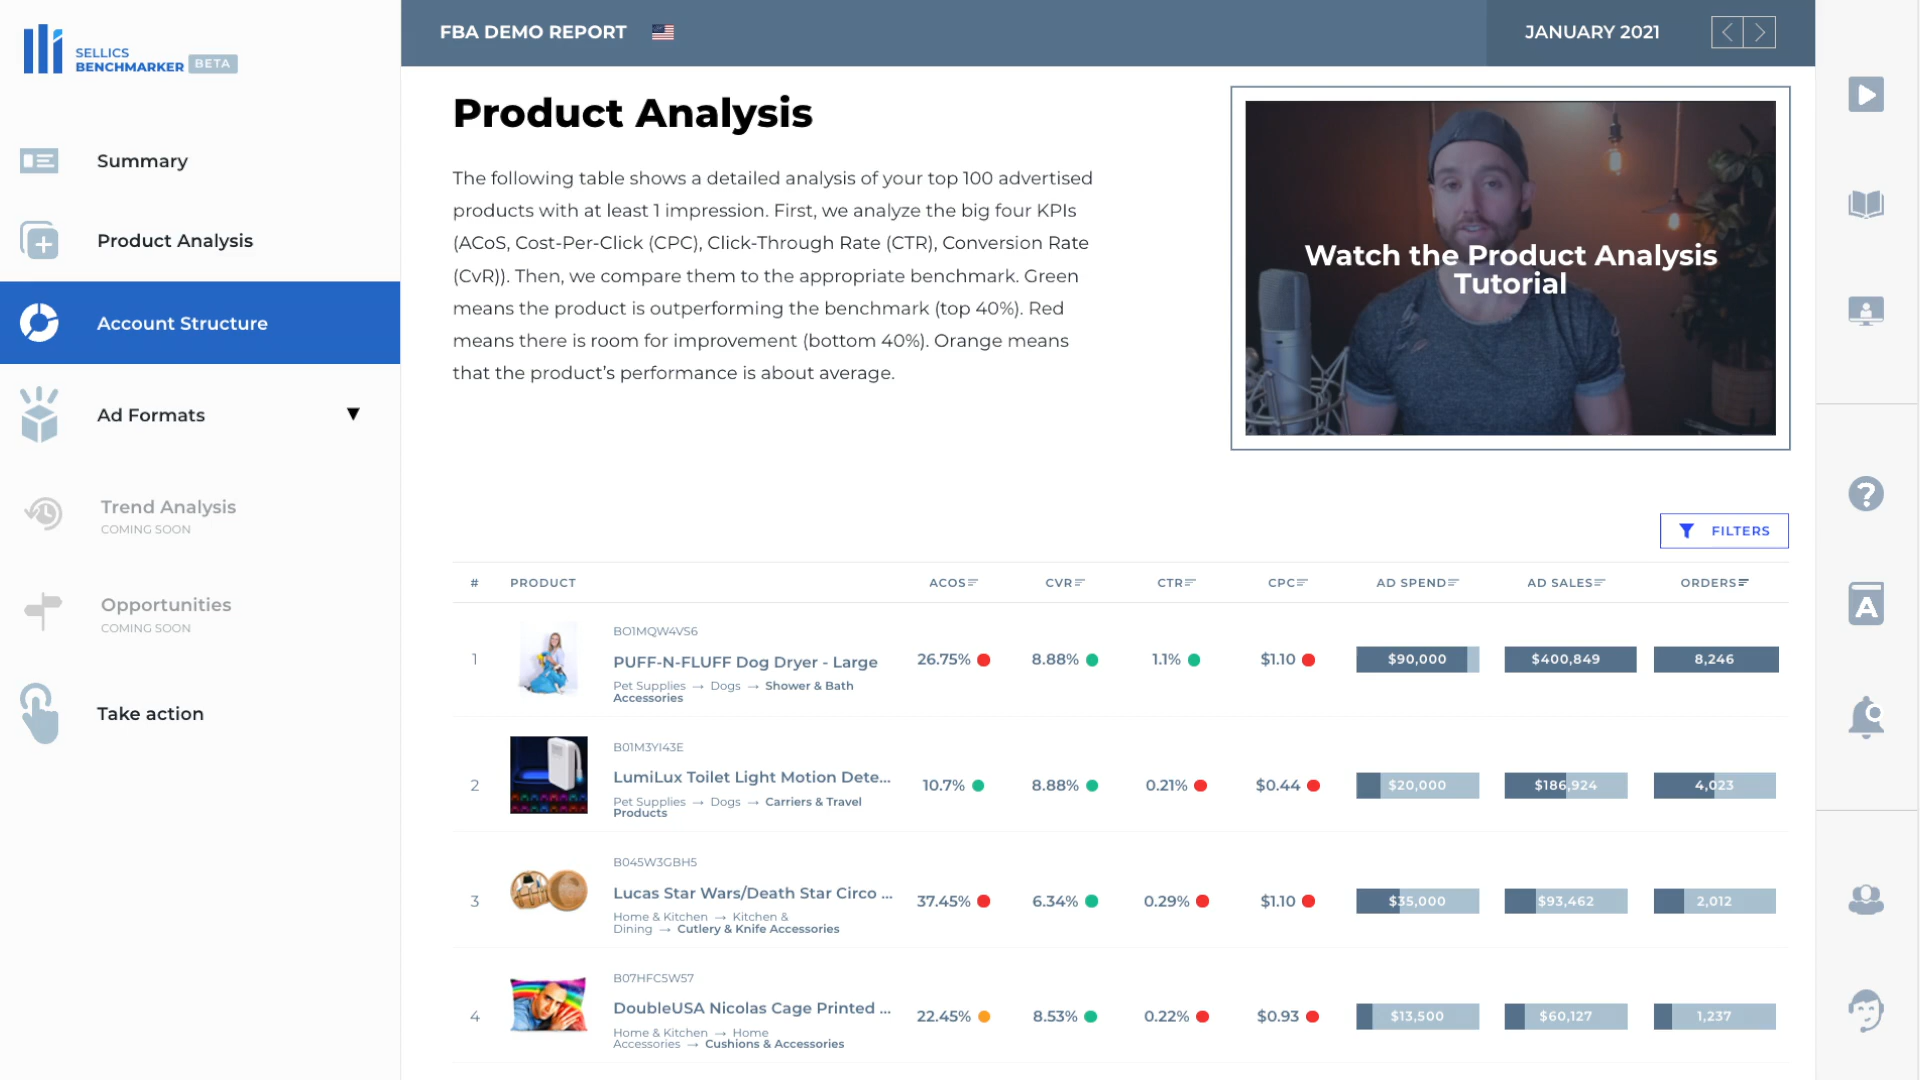 SELLICS
BENCHMARKER BETA
Summary
Product Analysis
Account Structure
Ad Formats
Trend Analysis
COMING SOON
Opportunities
COMING SOON
Take action
FBA DEMO REPORT
JANUARY 2021
Product Analysis
The following table shows a detailed analysis of your top 100 advertised
products with at least 1 impression. First, we analyze the big four KPIs
(ACoS, Cost-Per-Click (CPC), Click-Through Rate (CTR), Conversion Rate
(CvR)). Then, we compare them to the appropriate benchmark. Green
means the product is outperforming the benchmark (top 40%). Red
means there is room for improvement (bottom 40%). Orange means
that the product's performance is about average.
Watch the Product Analysis
Tutorial
FILTERS
# PRODUCT ACOS CVR CTR CPC AD SPEND AD SALES ORDERS
BO1MQW4VS6
1 PUFF-N-FLUFF Dog Dryer - Large 26.75% 8.88% 1.1% $1.10 $90,000 $400,849 8,246
Pet Supplies → Dogs → Shower & Bath
Accessories
B01M3YI43E
2 LumiLux Toilet Light Motion Dete... 10.7% 8.88% 0.21% $0.44 $20,000 $186,924 4,023
Pet Supplies → Dogs → Carriers & Travel
Products
B045W3GBH5
3 Lucas Star Wars/Death Star Circo ... 37.45% 6.34% 0.29% $1.10 $35,000 $93,462 2,012
Home & Kitchen → Kitchen &
Dining → Cutlery & Knife Accessories
B07HFC5W57
4 DoubleUSA Nicolas Cage Printed ... 22.45% 8.53% 0.22% $0.93 $13,500 $60,127 1,237
Home & Kitchen → Home
Accessories → Cushions & Accessories